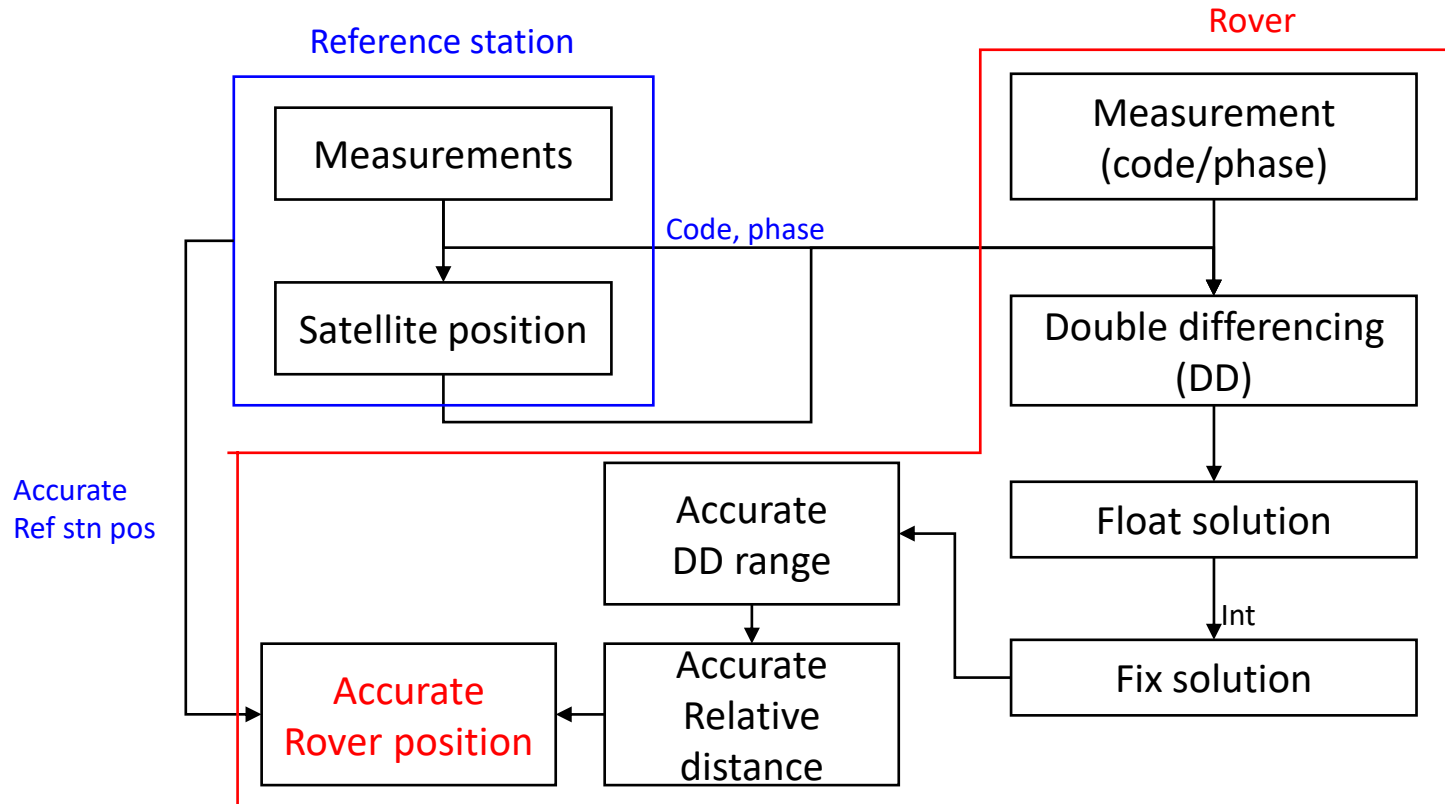 Reference station
Rover
Measurements
Measurement
(code/phase)
Code, phase
Satellite position
Double differencing
(DD)
Accurate
Ref stn pos
Accurate
DD range
Float solution
Int
Accurate
Rover position
Accurate
Relative
distance
Fix solution